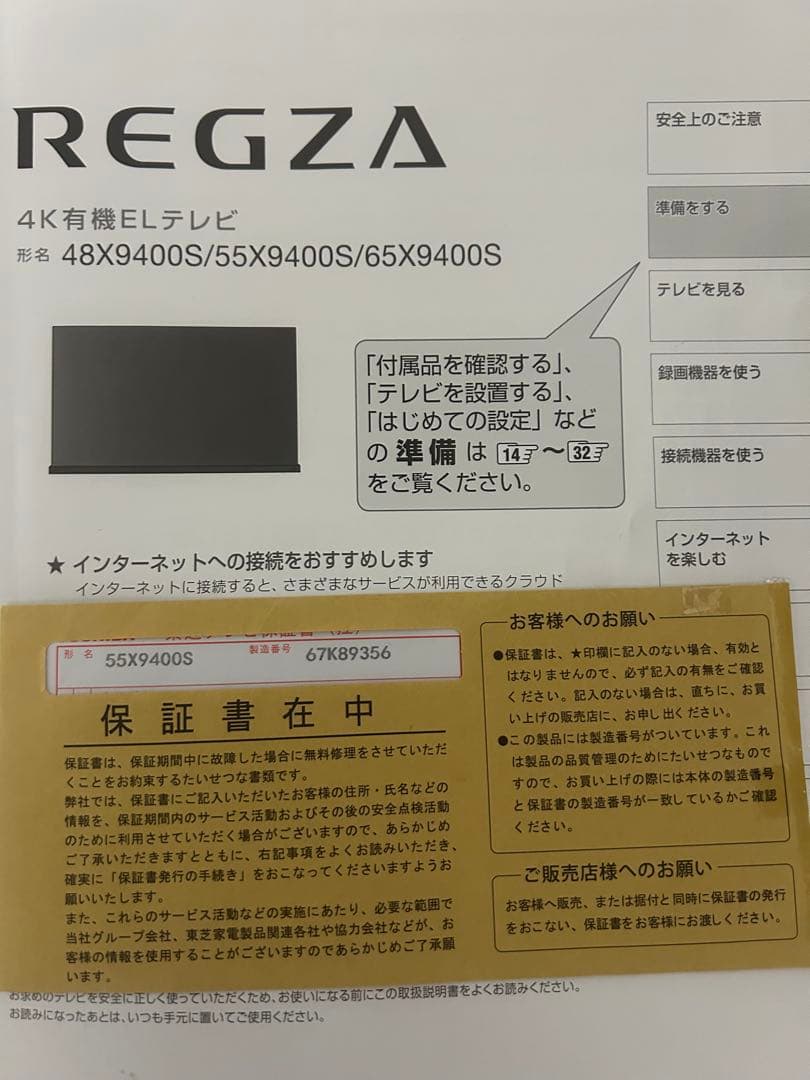 REGZA
4K有機ELテレビ
形名 48X9400S/55X9400S/65X9400S
安全上のご注意
準備をする
テレビを見る
録画機器を使う
接続機器を使う
インターネット
を楽しむ
「付属品を確認する」、
「テレビを設置する」、
「はじめての設定」など
の 準備 は 14 ～ 32
をご覧ください。
★ インターネットへの接続をおすすめします
インターネットに接続すると、さまざまなサービスが利用できるクラウド
形名 55X9400S 製造番号 67K89356
保証書在中
保証書は、保証期間中に故障した場合に無料修理をさせていただ
くことをお約束するたいせつな書類です。
弊社では、保証書にご記入いただいたお客様の住所・氏名などの
情報を、保証期間内のサービス活動およびその後の安全点検活動
のために利用させていただく場合がございますので、あらかじめ
ご了承いただきますとともに、右記事項をよくお読みいただき、
確実に「保証書発行の手続き」をおこなってくださいますようお
願いいたします。
また、これらのサービス活動などの実施にあたり、必要な範囲で
当社グループ会社、東芝家電製品関連各社や協力会社などが、お
客様の情報を使用することがございますのであらかじめご了承願
います。
お客様へのお願い
●保証書は、★印欄に記入のない場合、有効と
はなりませんので、必ず記入の有無をご確認
ください。記入のない場合は、直ちに、お買
い上げの販売店に、お申し出ください。
●この製品には製造番号がついています。これ
は製品の品質管理のためにたいせつなもので
すので、お買い上げの際には本体の製造番号
と保証書の製造番号が一致しているかご確認
ください。
ご販売店様へのお願い
お客様へ販売、または据付と同時に保証書の発行
をおこない、保証書をお客様にお渡しください。
お求めのテレビを安全に正しく使っていただくため、お使いになる前にこの取扱説明書をよくお読みください。
お読みになったあとは、いつも手元に置いてご使用ください。